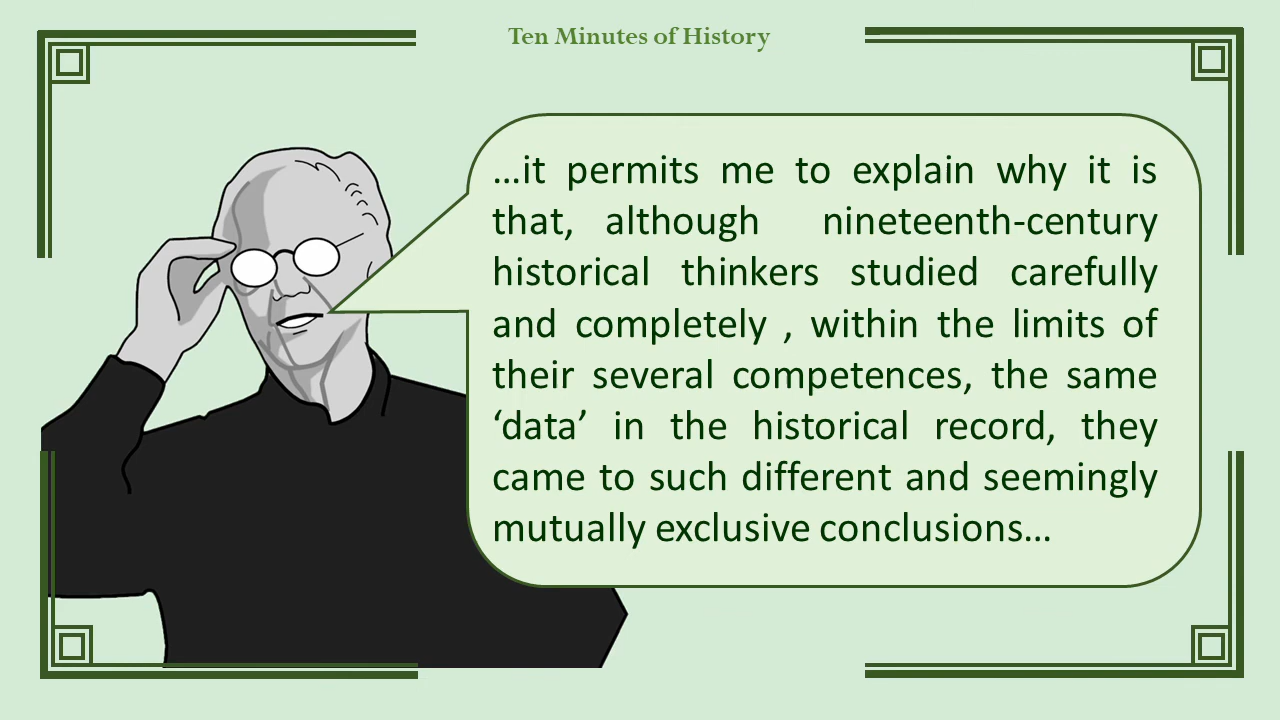 Ten Minutes of History
…it permits me to explain why it is
that, although nineteenth-century
historical thinkers studied carefully
and completely , within the limits of
their several competences, the same
‘data’ in the historical record, they
came to such different and seemingly
mutually exclusive conclusions…